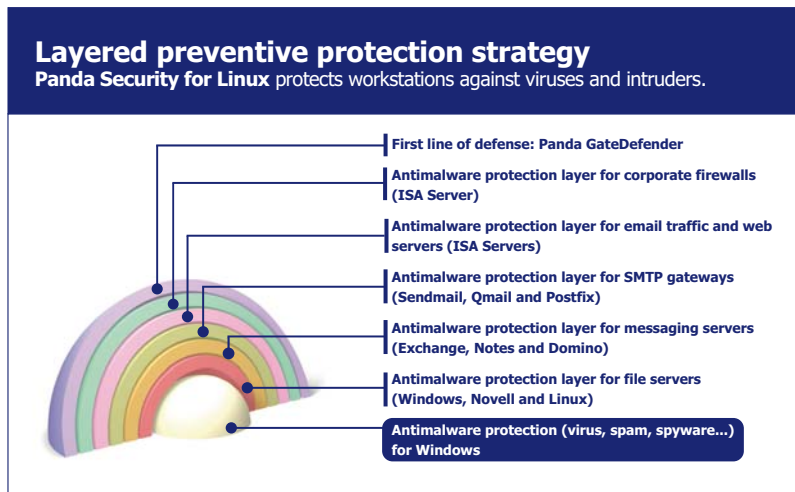 Layered preventive protection strategy
Panda Security for Linux protects workstations against viruses and intruders.
First line of defense: Panda GateDefender
Antimalware protection layer for corporate firewalls
(ISA Server)
Antimalware protection layer for email traffic and web
servers (ISA Servers)
Antimalware protection layer for SMTP gateways
(Sendmail, Qmail and Postfix)
Antimalware protection layer for messaging servers
(Exchange, Notes and Domino)
Antimalware protection layer for file servers
(Windows, Novell and Linux)
Antimalware protection (virus, spam, spyware...)
for Windows